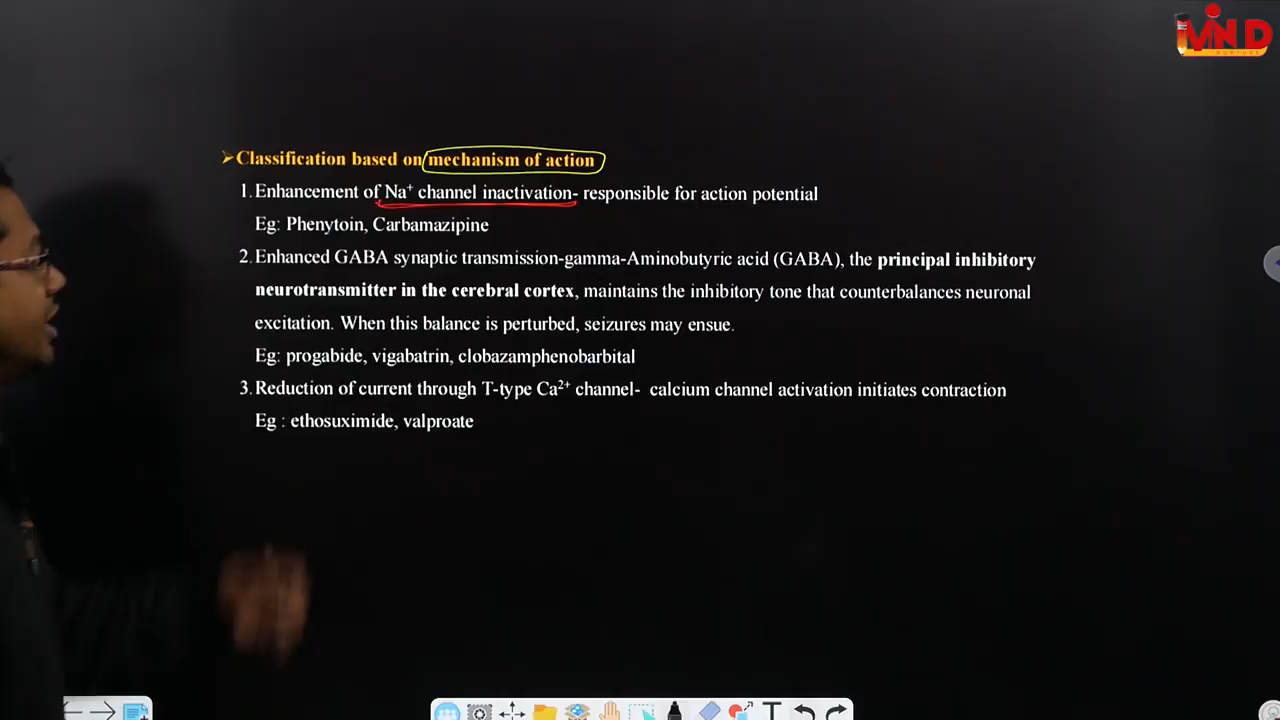 MIND
➢Classification based on mechanism of action
1. Enhancement of Na⁺ channel inactivation- responsible for action potential
Eg: Phenytoin, Carbamazipine
2. Enhanced GABA synaptic transmission-gamma-Aminobutyric acid (GABA), the principal inhibitory
neurotransmitter in the cerebral cortex, maintains the inhibitory tone that counterbalances neuronal
excitation. When this balance is perturbed, seizures may ensue.
Eg: progabide, vigabatrin, clobazamphenobarbital
3. Reduction of current through T-type Ca²⁺ channel- calcium channel activation initiates contraction
Eg : ethosuximide, valproate